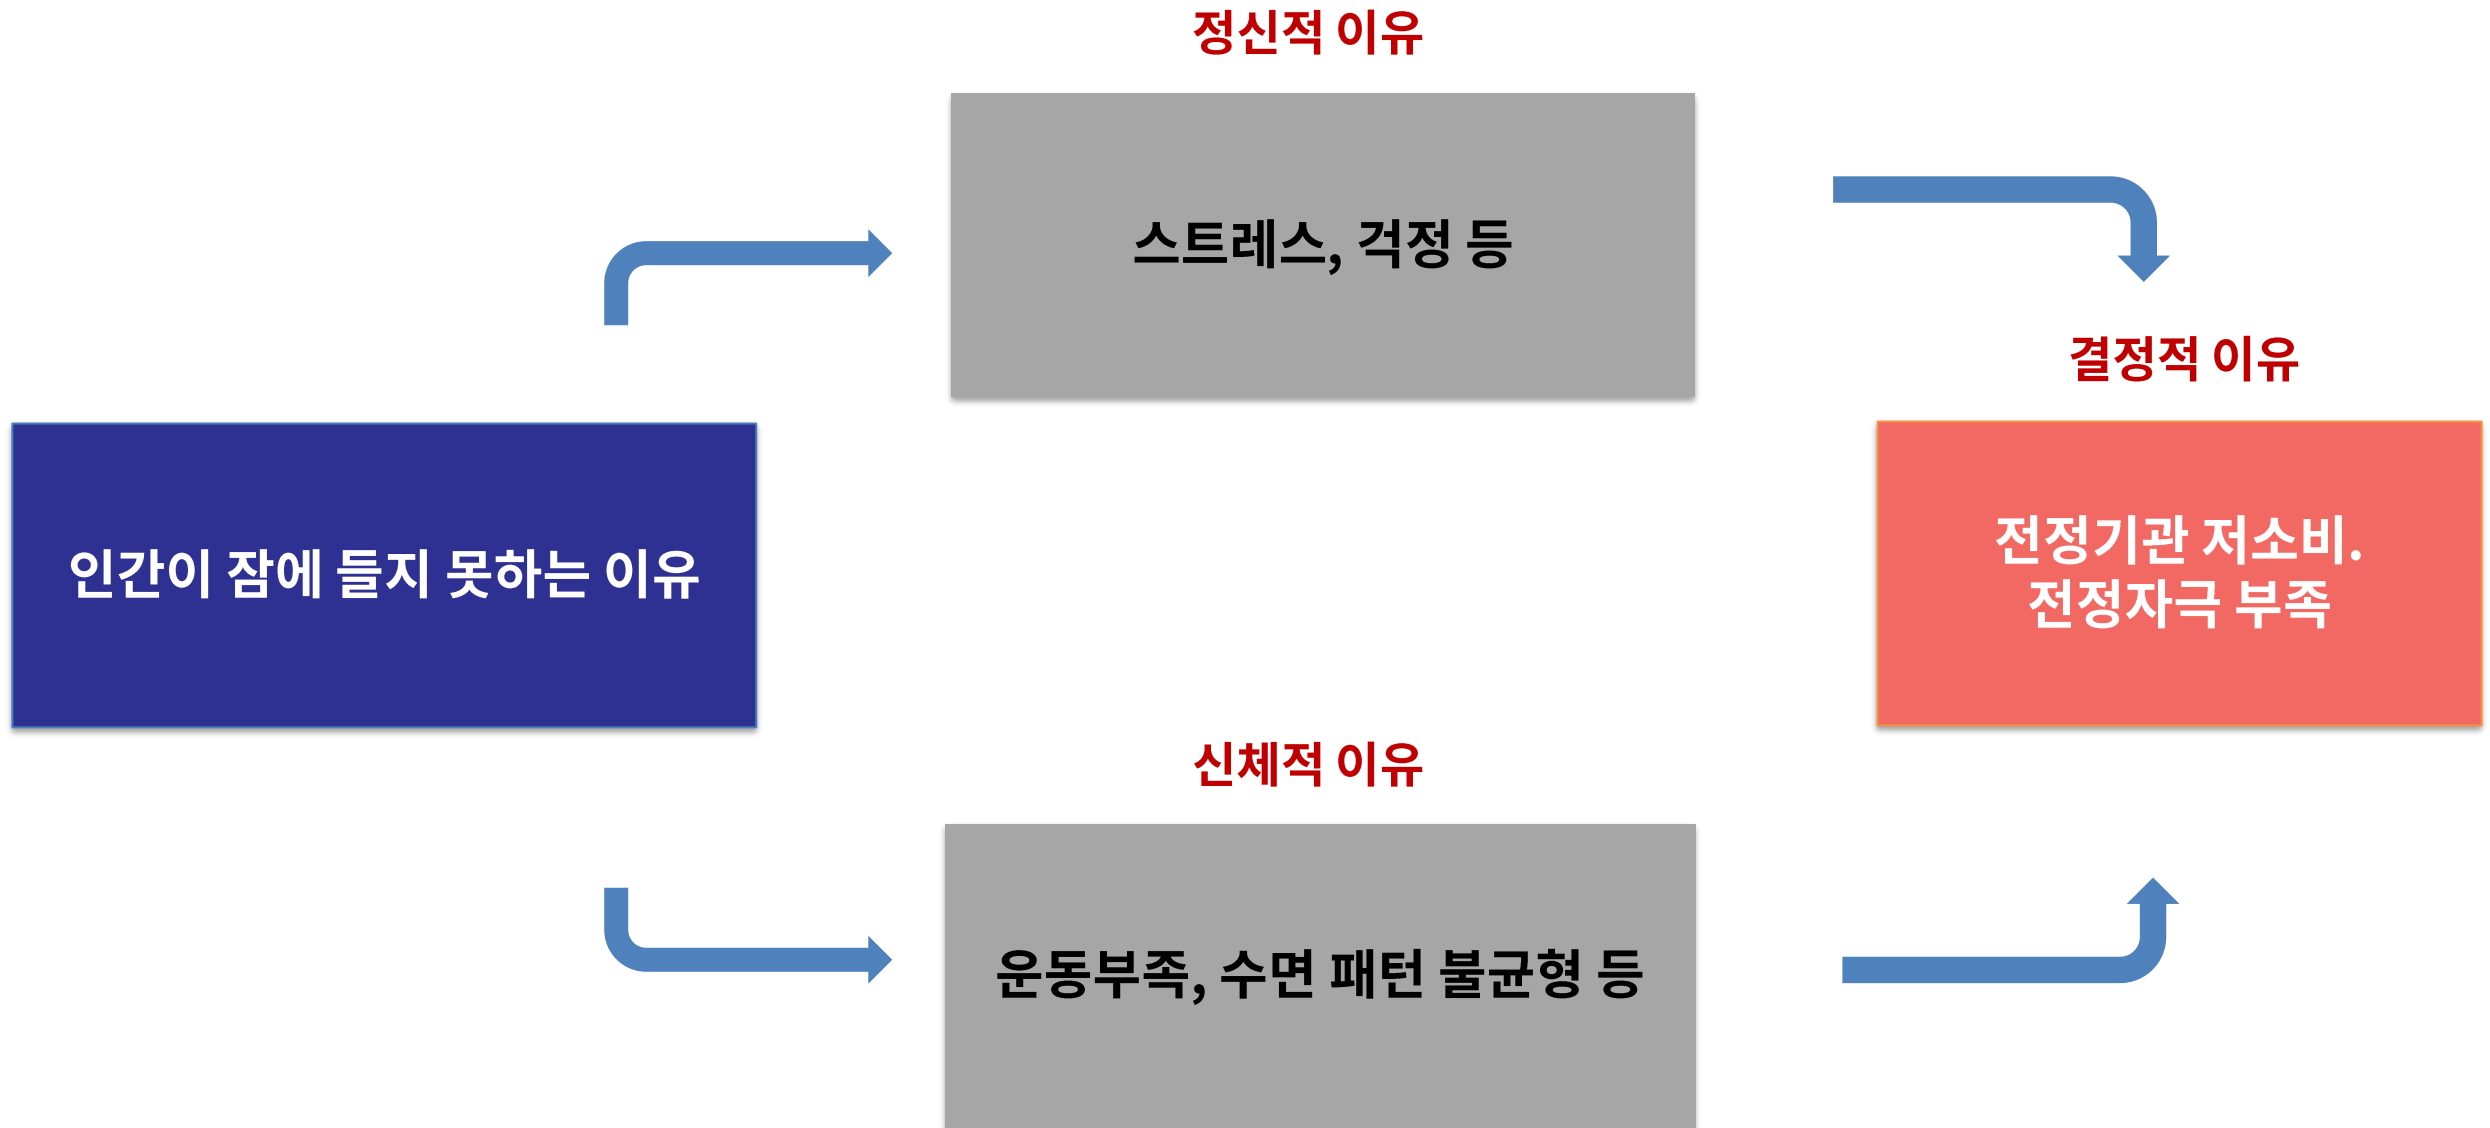 정신적 이유
스트레스, 걱정 등
결정적 이유
인간이 잠에 들지 못하는 이유
전정기관 저소비.
전정자극 부족
신체적 이유
운동부족, 수면 패턴 불균형 등